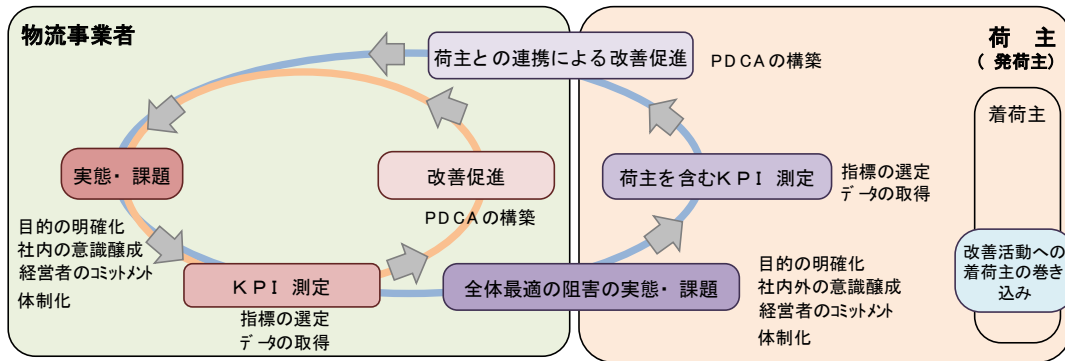 物流事業者
荷 主
( 発荷主)
荷主との連携による改善促進
PDCAの構築
着荷主
実態・課題
改善促進
荷主を含むKPI 測定
指標の選定
データの取得
PDCAの構築
目的の明確化
社内の意識醸成
経営者のコミットメント
体制化
KPI 測定
指標の選定
データの取得
全体最適の阻害の実態・課題
目的の明確化
社内外の意識醸成
経営者のコミットメント
体制化
改善活動への
着荷主の巻き
込み